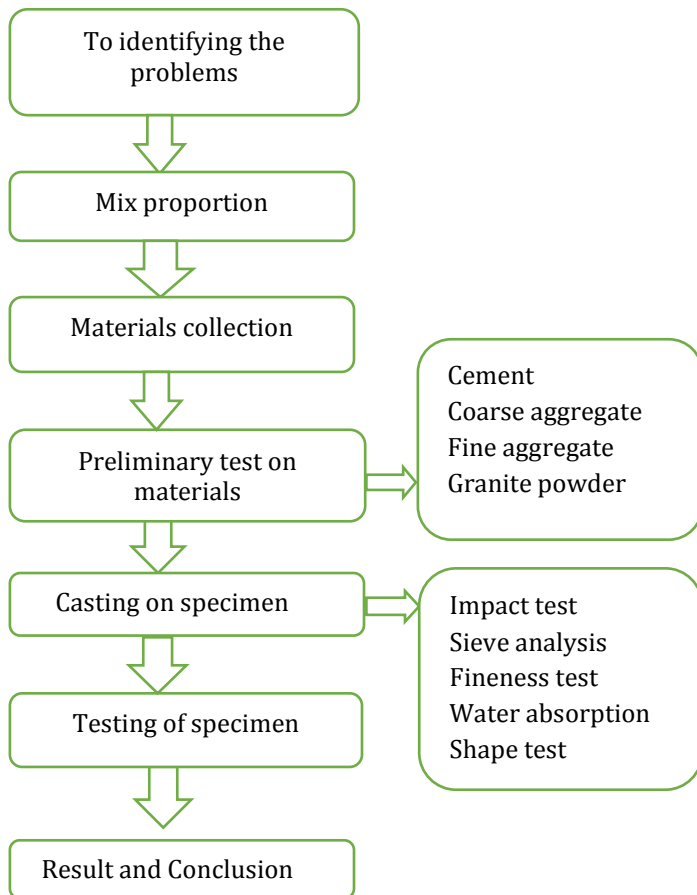 To identifying the
problems
Mix proportion
Materials collection
Preliminary test on
materials
Cement
Coarse aggregate
Fine aggregate
Granite powder
Casting on specimen
Impact test
Sieve analysis
Fineness test
Water absorption
Shape test
Testing of specimen
Result and Conclusion